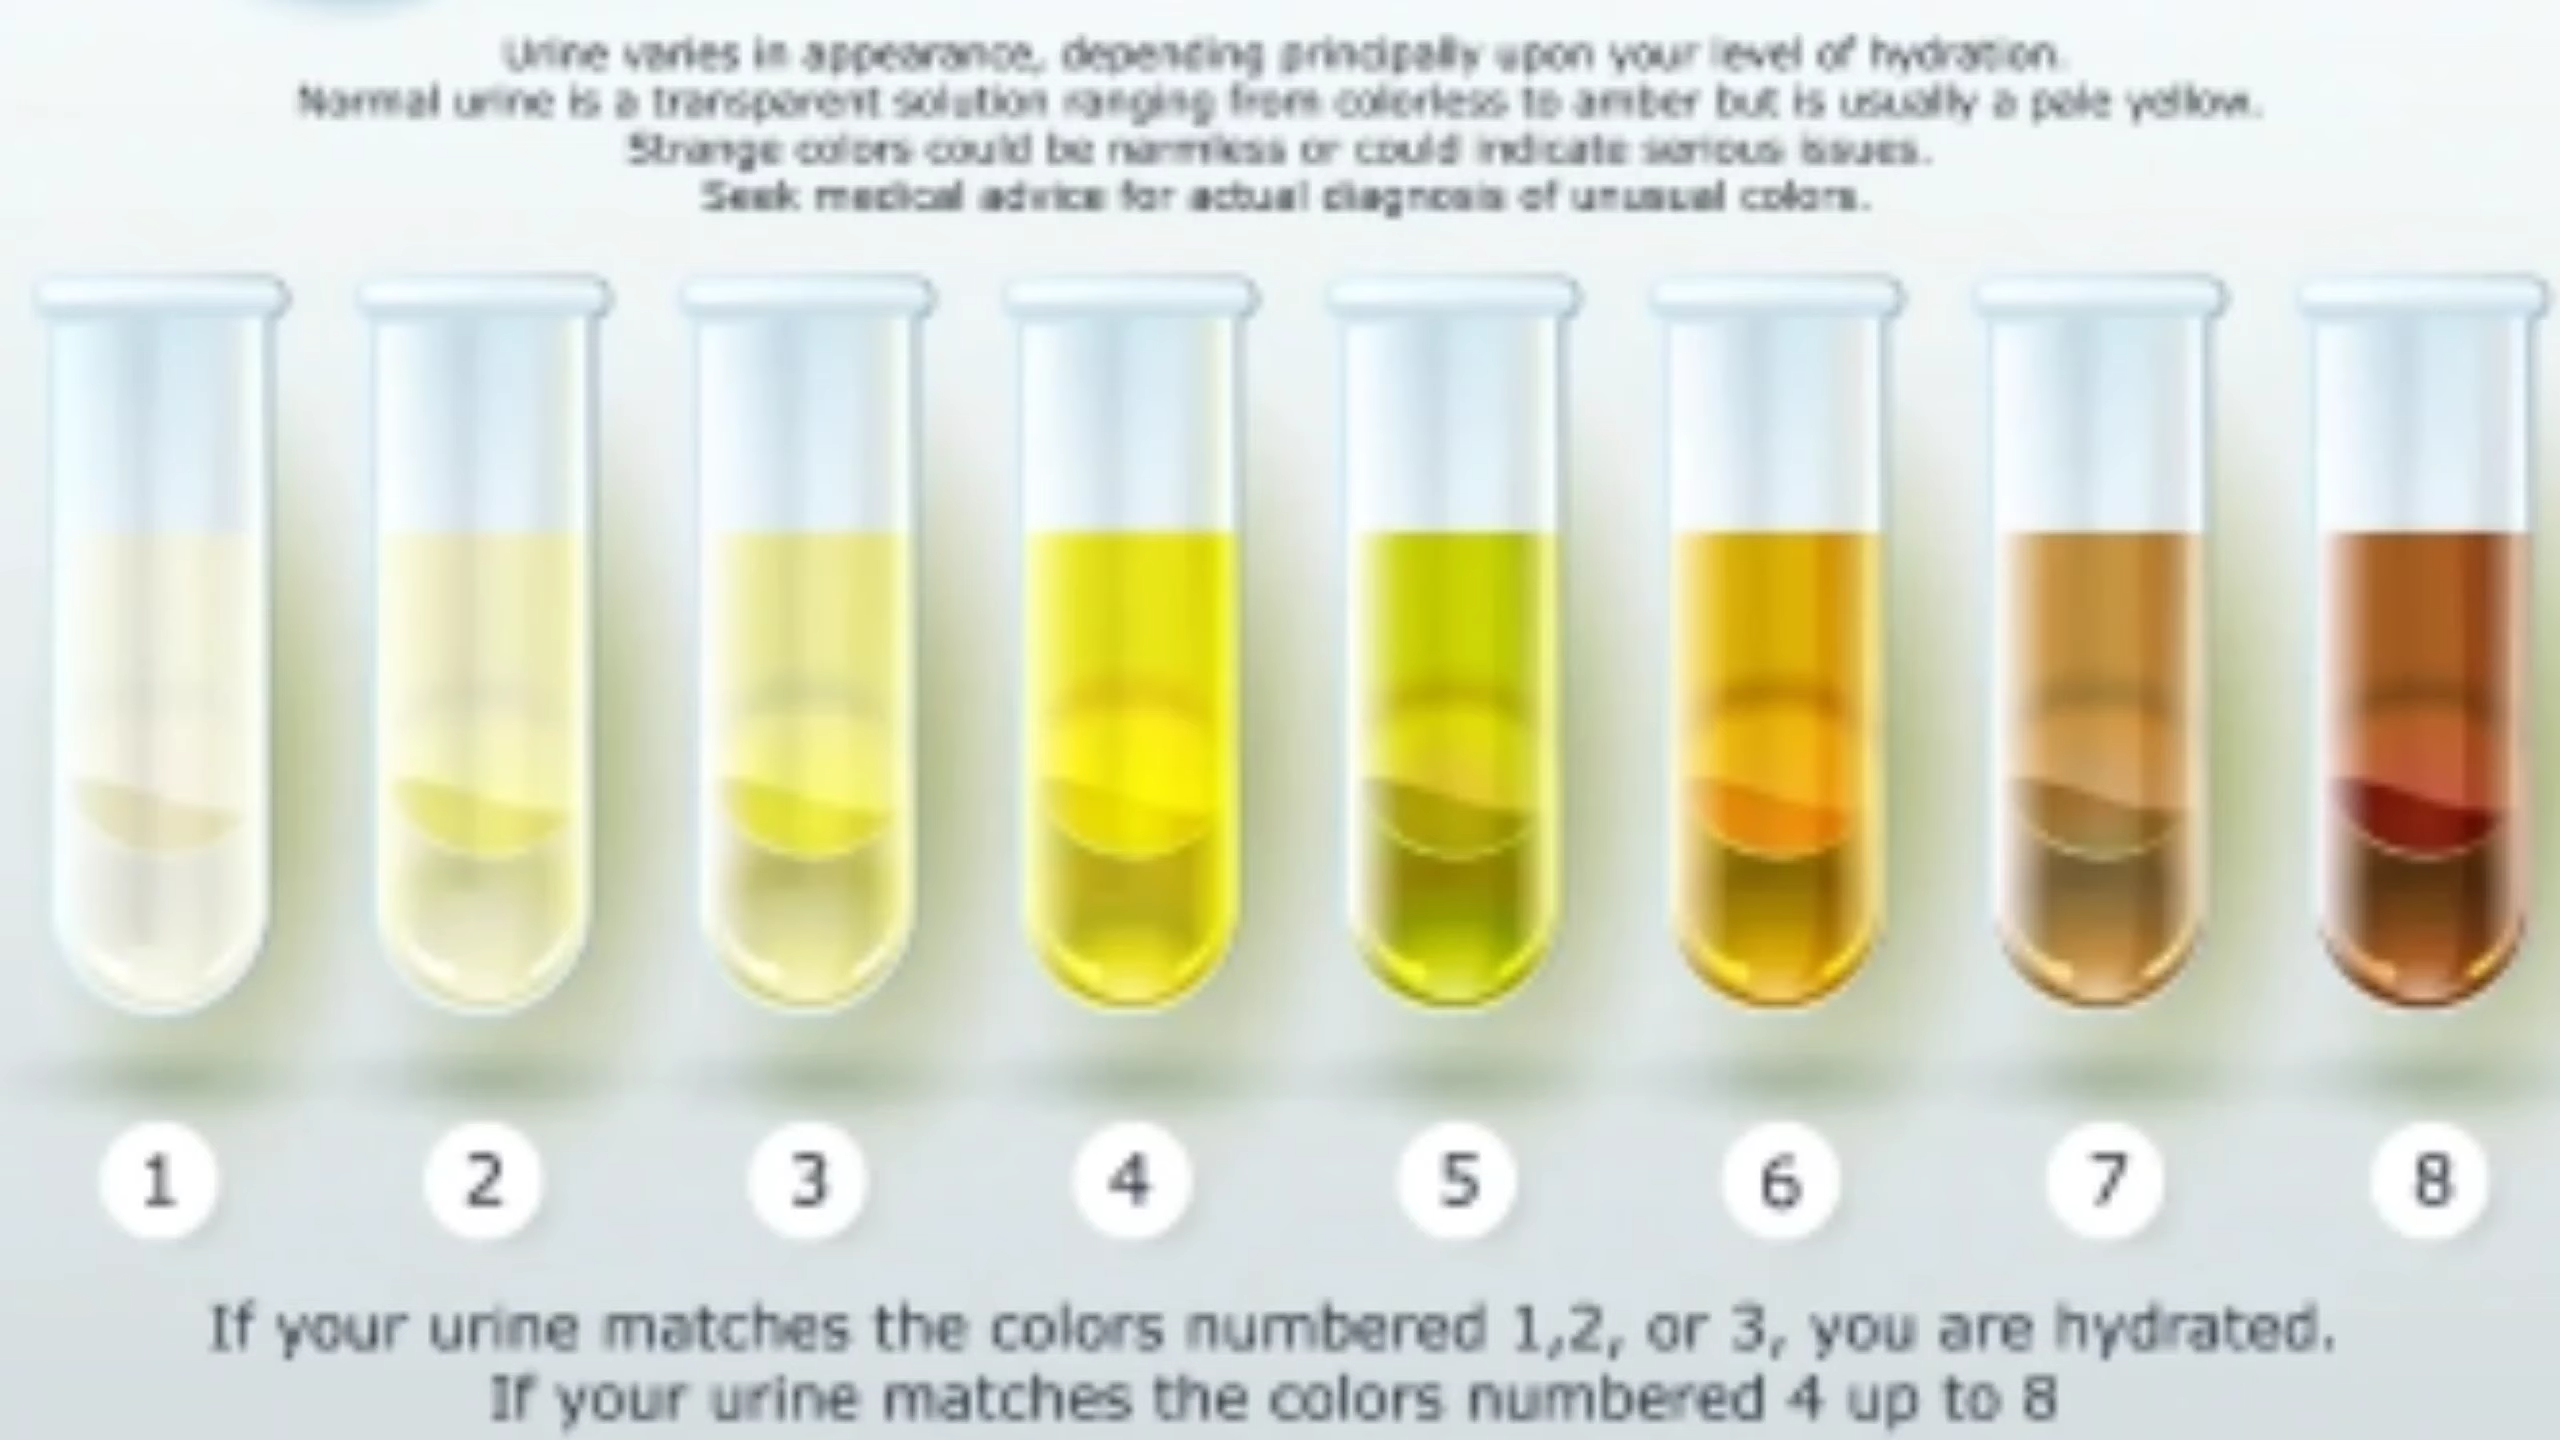 Urine varies in appearance, depending principally upon your level of hydration.
Normal urine is a transparent solution ranging from colorless to amber but is usually a pale yellow.
Strange colors could be harmless or could indicate serious issues.
Seek medical advice for actual diagnosis of unusual colors.
1 2 3 4 5 6 7 8
If your urine matches the colors numbered 1,2, or 3, you are hydrated.
If your urine matches the colors numbered 4 up to 8